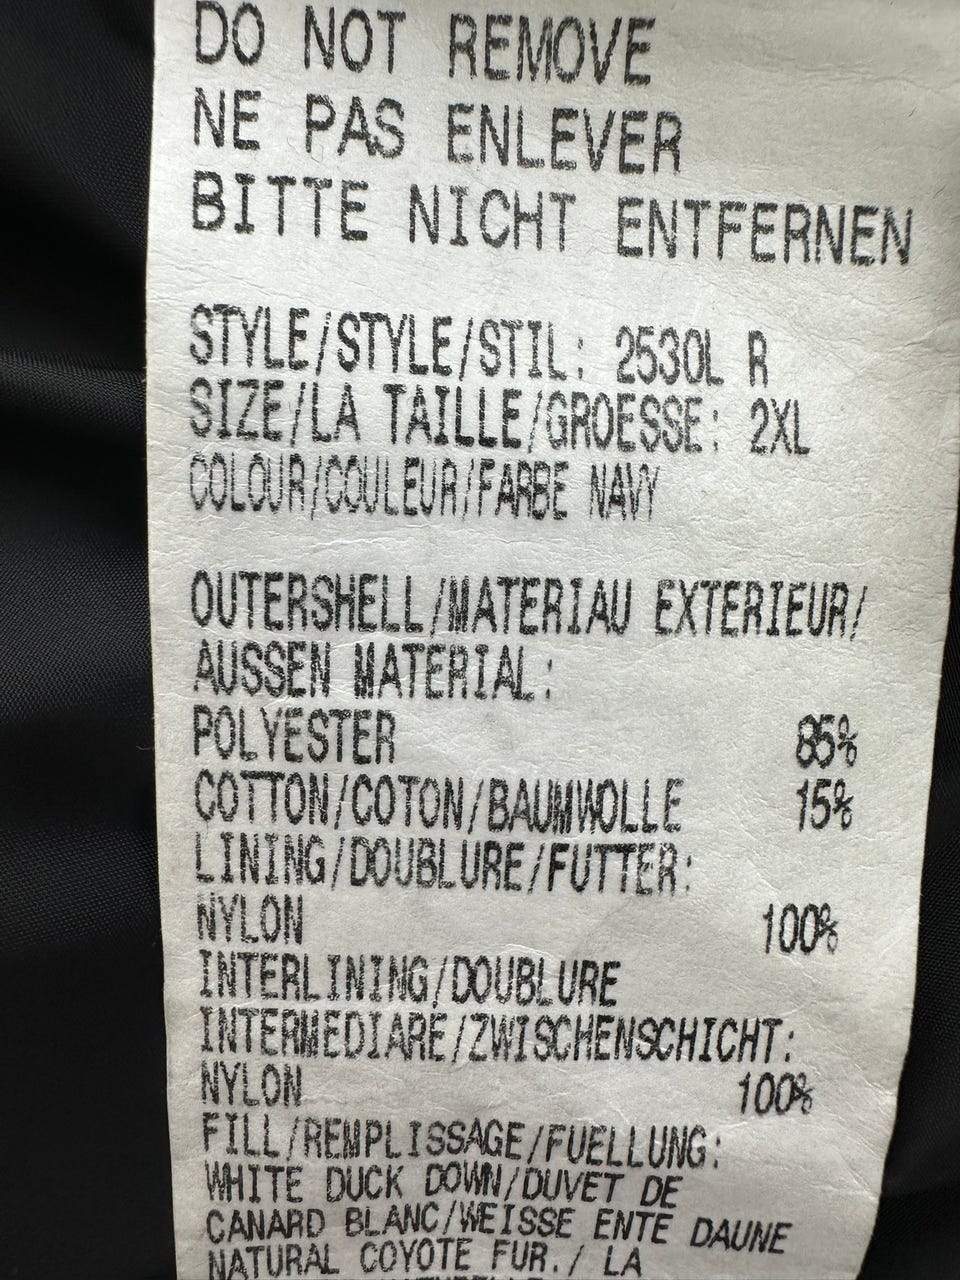 DO NOT REMOVE
NE PAS ENLEVER
BITTE NICHT ENTFERNEN
STYLE/STYLE/STIL: 2530L R
SIZE/LA TAILLE/GROESSE: 2XL
COLOUR/COULEUR/FARBE NAVY
OUTERSHELL/MATERIAU EXTERIEUR/
AUSSEN MATERIAL:
POLYESTER 85%
COTTON/COTON/BAUMWOLLE 15%
LINING/DOUBLURE/FUTTER:
NYLON 100%
INTERLINING/DOUBLURE
INTERMEDIARE/ZWISCHENSCHICHT:
NYLON 100%
FILL/REMPLISSAGE/FUELLUNG:
WHITE DUCK DOWN/DUVET DE
CANARD BLANC/WEISSE ENTE DAUNE
NATURAL COYOTE FUR./ LA